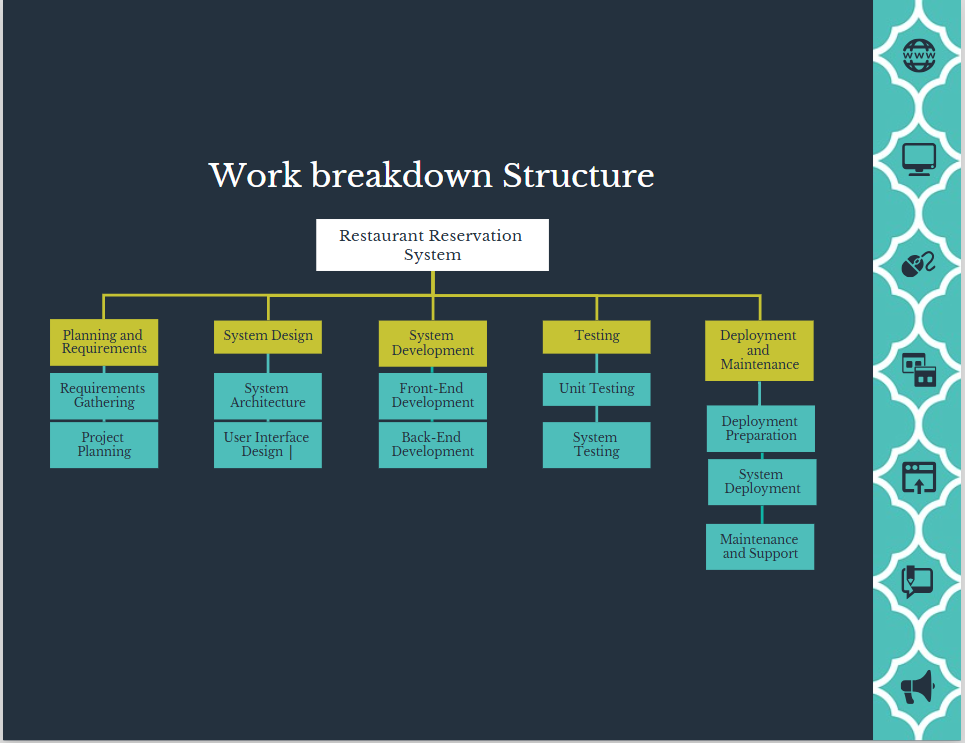 Work breakdown Structure
Restaurant Reservation
System
Planning and
Requirements
Requirements
Gathering
Project
Planning
System Design
System
Architecture
User Interface
Design |
System
Development
Front-End
Development
Back-End
Development
Testing
Unit Testing
System
Testing
Deployment
and
Maintenance
Deployment
Preparation
System
Deployment
Maintenance
and Support
www